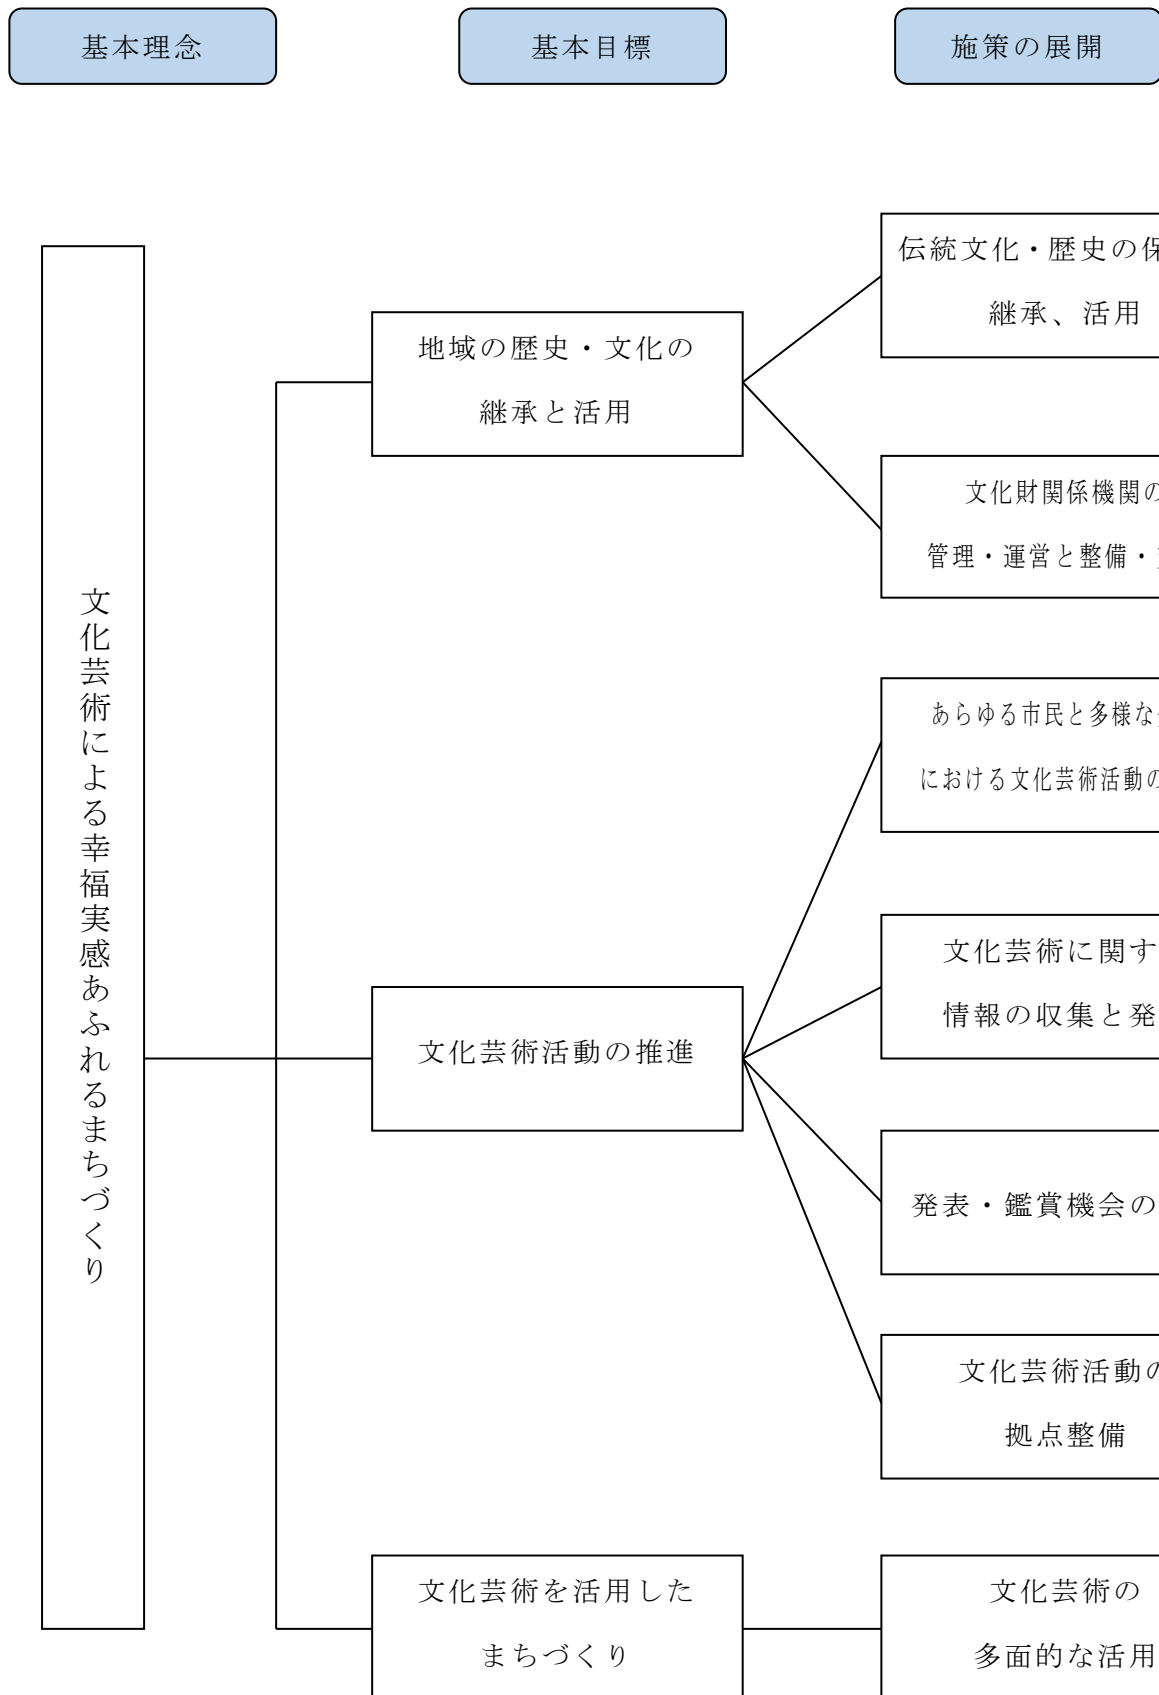 基本理念
基本目標
施策の展開
文化芸術による幸福実感あふれるまちづくり
地域の歴史・文化の
継承と活用
伝統文化・歴史の保
継承、活用
文化財関係機関の
管理・運営と整備・
文化芸術活動の推進
あらゆる市民と多様な
における文化芸術活動の
文化芸術に関す
情報の収集と発
発表・鑑賞機会の
文化芸術活動の
拠点整備
文化芸術を活用した
まちづくり
文化芸術の
多面的な活用